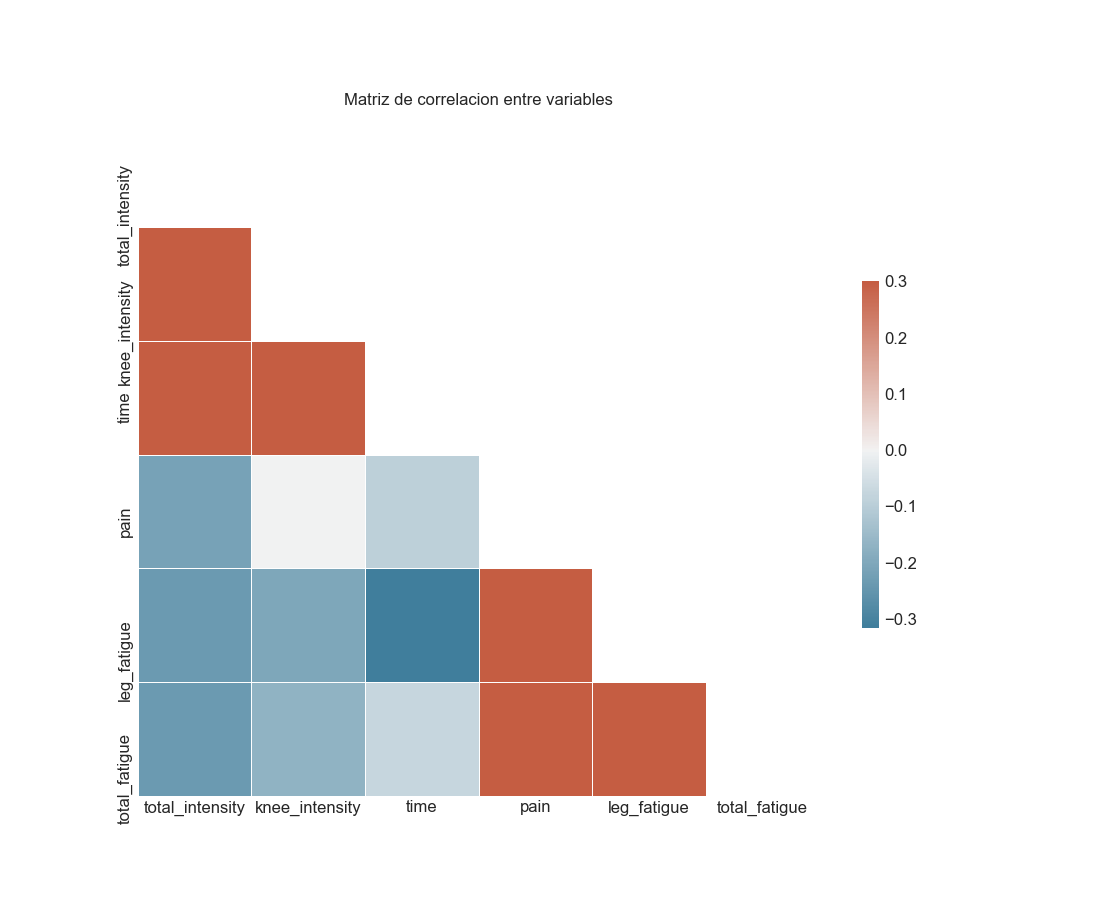 Matriz de correlacion entre variables
total_intensity
knee_intensity
time
pain
leg_fatigue
total_fatigue
total_intensity
knee_intensity
time
pain
leg_fatigue
total_fatigue
0.3
0.2
0.1
0.0
−0.1
−0.2
−0.3